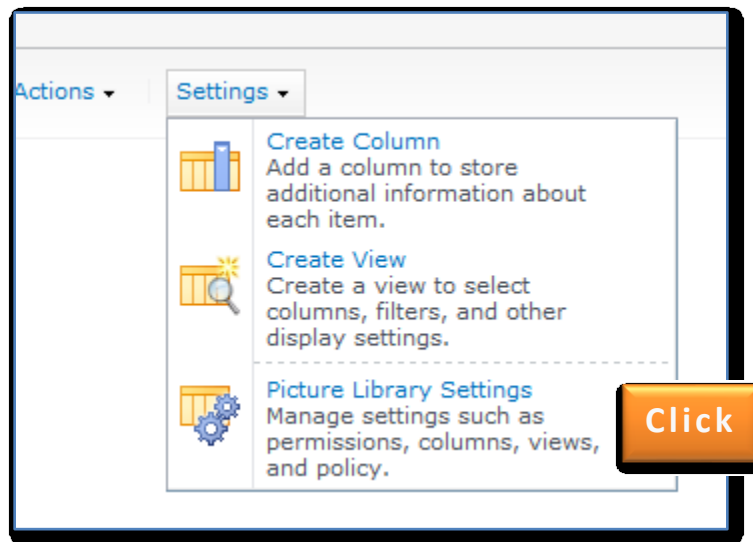 Actions
Settings
Create Column
Add a column to store
additional information about
each item.
Create View
Create a view to select
columns, filters, and other
display settings.
Picture Library Settings
Manage settings such as
permissions, columns, views,
and policy.
Click